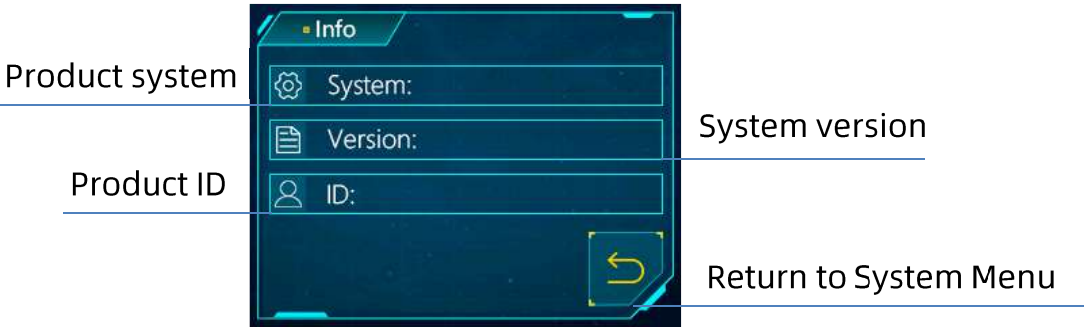 Info
Product system
System:
Version:
System version
Product ID
ID:
Return to System Menu